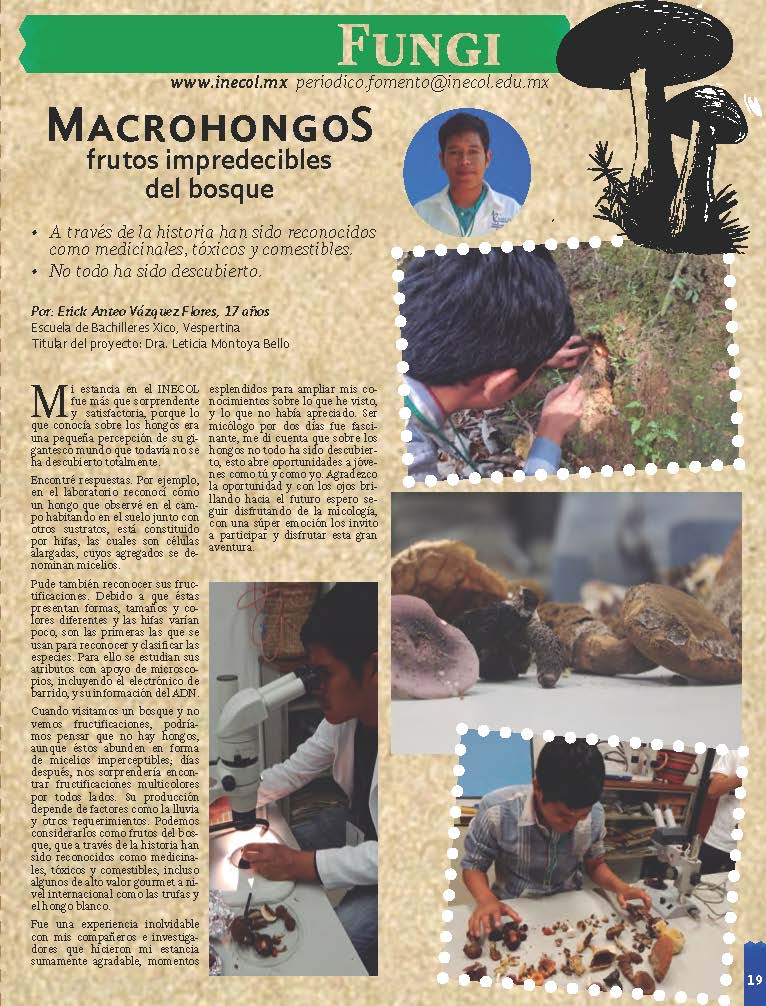 FUNGI
www.inecol.mx periodico.fomento@inecol.edu.mx
MACROHONGOS
frutos impredecibles
del bosque
• A través de la historia han sido reconocidos
como medicinales, tóxicos y comestibles.
• No todo ha sido descubierto.
Por: Erick Anteo Vázquez Flores, 17 años
Escuela de Bachilleres Xico, Vespertina
Titular del proyecto: Dra. Leticia Montoya Bello
Mi estancia en el INECOL
fue más que sorprendente
y satisfactoria, porque lo
que conocía sobre los hongos era
una pequeña percepción de su gi-
gantesco mundo que todavía no se
ha descubierto totalmente.
Encontré respuestas. Por ejemplo,
en el laboratorio reconocí cómo
un hongo que observé en el cam-
po habitando en el suelo junto con
otros sustratos, está constituido
por hifas, las cuales son células
alargadas, cuyos agregados se de-
nominan micelios.
Pude también reconocer sus fruc-
tificaciones. Debido a que éstas
presentan formas, tamaños y co-
lores diferentes y las hifas varían
poco, son las primeras las que se
usan para reconocer y clasificar las
especies. Para ello se estudian sus
atributos con apoyo de microsco-
pios, incluyendo el electrónico de
barrido, y su información del ADN.
Cuando visitamos un bosque y no
vemos fructificaciones, podría-
mos pensar que no hay hongos,
aunque éstos abunden en forma
de micelios imperceptibles; días
después, nos sorprendería encon-
trar fructificaciones multicolores
por todos lados. Su producción
depende de factores como la lluvia
y otros requerimientos. Podemos
considerarlos como frutos del bos-
que, que a través de la historia han
sido reconocidos como medicina-
les, tóxicos y comestibles, incluso
algunos de alto valor gourmet a ni-
vel internacional como las trufas y
el hongo blanco.
Fue una experiencia inolvidable
con mis compañeros e investiga-
dores que hicieron mi estancia
sumamente agradable, momentos
esplendidos para ampliar mis co-
nocimientos sobre lo que he visto,
y lo que no había apreciado. Ser
micólogo por dos días fue fasci-
nante, me di cuenta que sobre los
hongos no todo ha sido descubier-
to, esto abre oportunidades a jóve-
nes como tú y como yo. Agradezco
la oportunidad y con los ojos bri-
llando hacia el futuro espero se-
guir disfrutando de la micología,
con una súper emoción los invito
a participar y disfrutar esta gran
aventura.
19